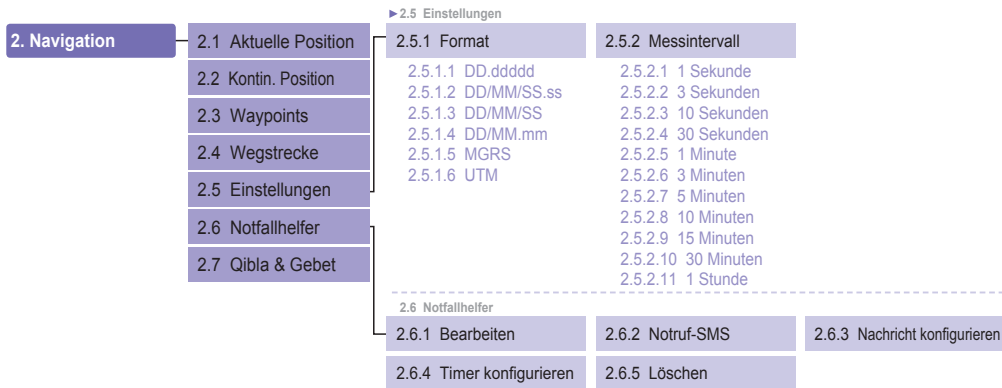 2. Navigation
2.1 Aktuelle Position
2.2 Kontin. Position
2.3 Waypoints
2.4 Wegstrecke
2.5 Einstellungen
2.6 Notfallhelfer
2.7 Qibla & Gebet
►2.5 Einstellungen
2.5.1 Format
2.5.1.1 DD.ddddd
2.5.1.2 DD/MM/SS.ss
2.5.1.3 DD/MM/SS
2.5.1.4 DD/MM.mm
2.5.1.5 MGRS
2.5.1.6 UTM
2.5.2 Messintervall
2.5.2.1 1 Sekunde
2.5.2.2 3 Sekunden
2.5.2.3 10 Sekunden
2.5.2.4 30 Sekunden
2.5.2.5 1 Minute
2.5.2.6 3 Minuten
2.5.2.7 5 Minuten
2.5.2.8 10 Minuten
2.5.2.9 15 Minuten
2.5.2.10 30 Minuten
2.5.2.11 1 Stunde
2.6 Notfallhelfer
2.6.1 Bearbeiten
2.6.2 Notruf-SMS
2.6.3 Nachricht konfigurieren
2.6.4 Timer konfigurieren
2.6.5 Löschen